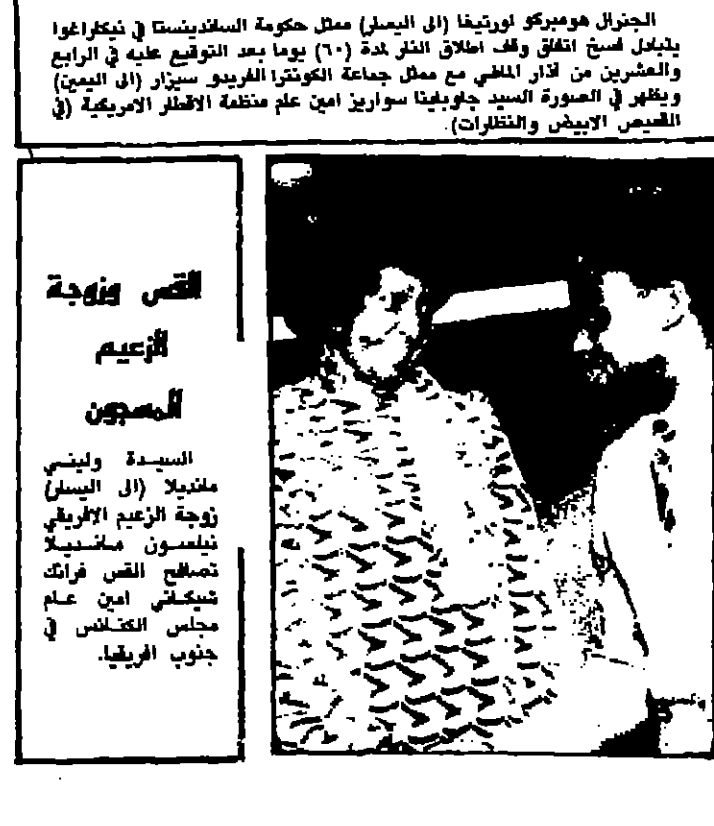 الجنرال هومبركو اورتيغا (الى اليسار) ممثل حكومة الساندينستا في نيكاراغوا
يتبادل نسخ اتفاق وقف اطلاق النار لمدة (٦٠) يوما بعد التوقيع عليه في الرابع
والعشرين من آذار الماضي مع ممثل جماعة الكونترا الفريدو سيزار (الى اليمين)
ويظهر في الصورة السيد جاوبايتا سواريز امين عام منظمة الاقطار الامريكية (في
القميص الابيض والنظارات).
القس وزوجة
الزعيم
المسجون
السيدة ويني
مانديلا (الى اليسار)
زوجة الزعيم الافريقي
نيلسون مانديلا
تصافح القس فرانك
شيكاني امين عام
مجلس الكنائس في
جنوب افريقيا.